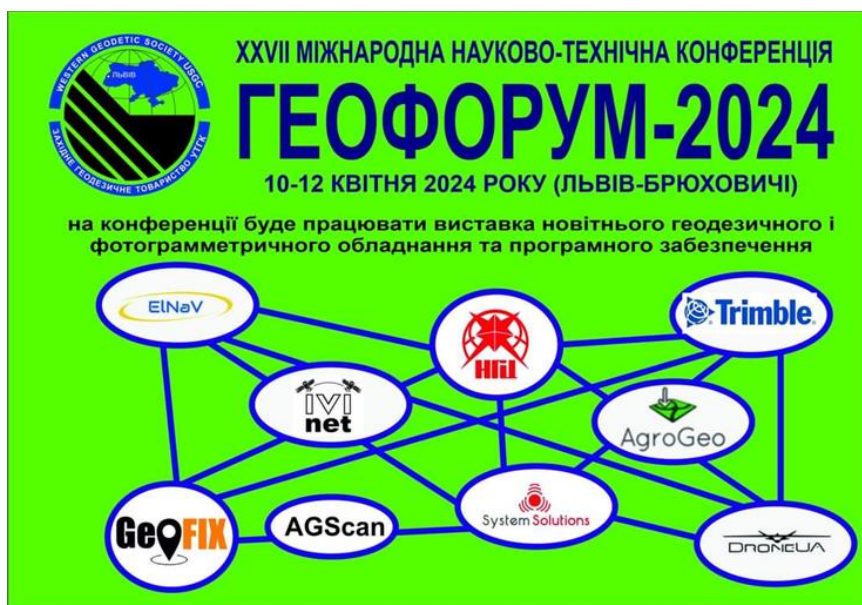 WESTERN GEODETIC SOCIETY USGC
ЛЬВІВ
ЗАХІДНЕ ГЕОДЕЗИЧНЕ ТОВАРИСТВО УТГК
XXVII МІЖНАРОДНА НАУКОВО-ТЕХНІЧНА КОНФЕРЕНЦІЯ
ГЕОФОРУМ-2024
10-12 КВІТНЯ 2024 РОКУ (ЛЬВІВ-БРЮХОВИЧІ)
на конференції буде працювати виставка новітнього геодезичного і
фотограмметричного обладнання та програмного забезпечення
ElNaV
НГЦ
Trimble
ivi
net
AgroGeo
GeoFIX
AGScan
System Solutions
DRONEUA